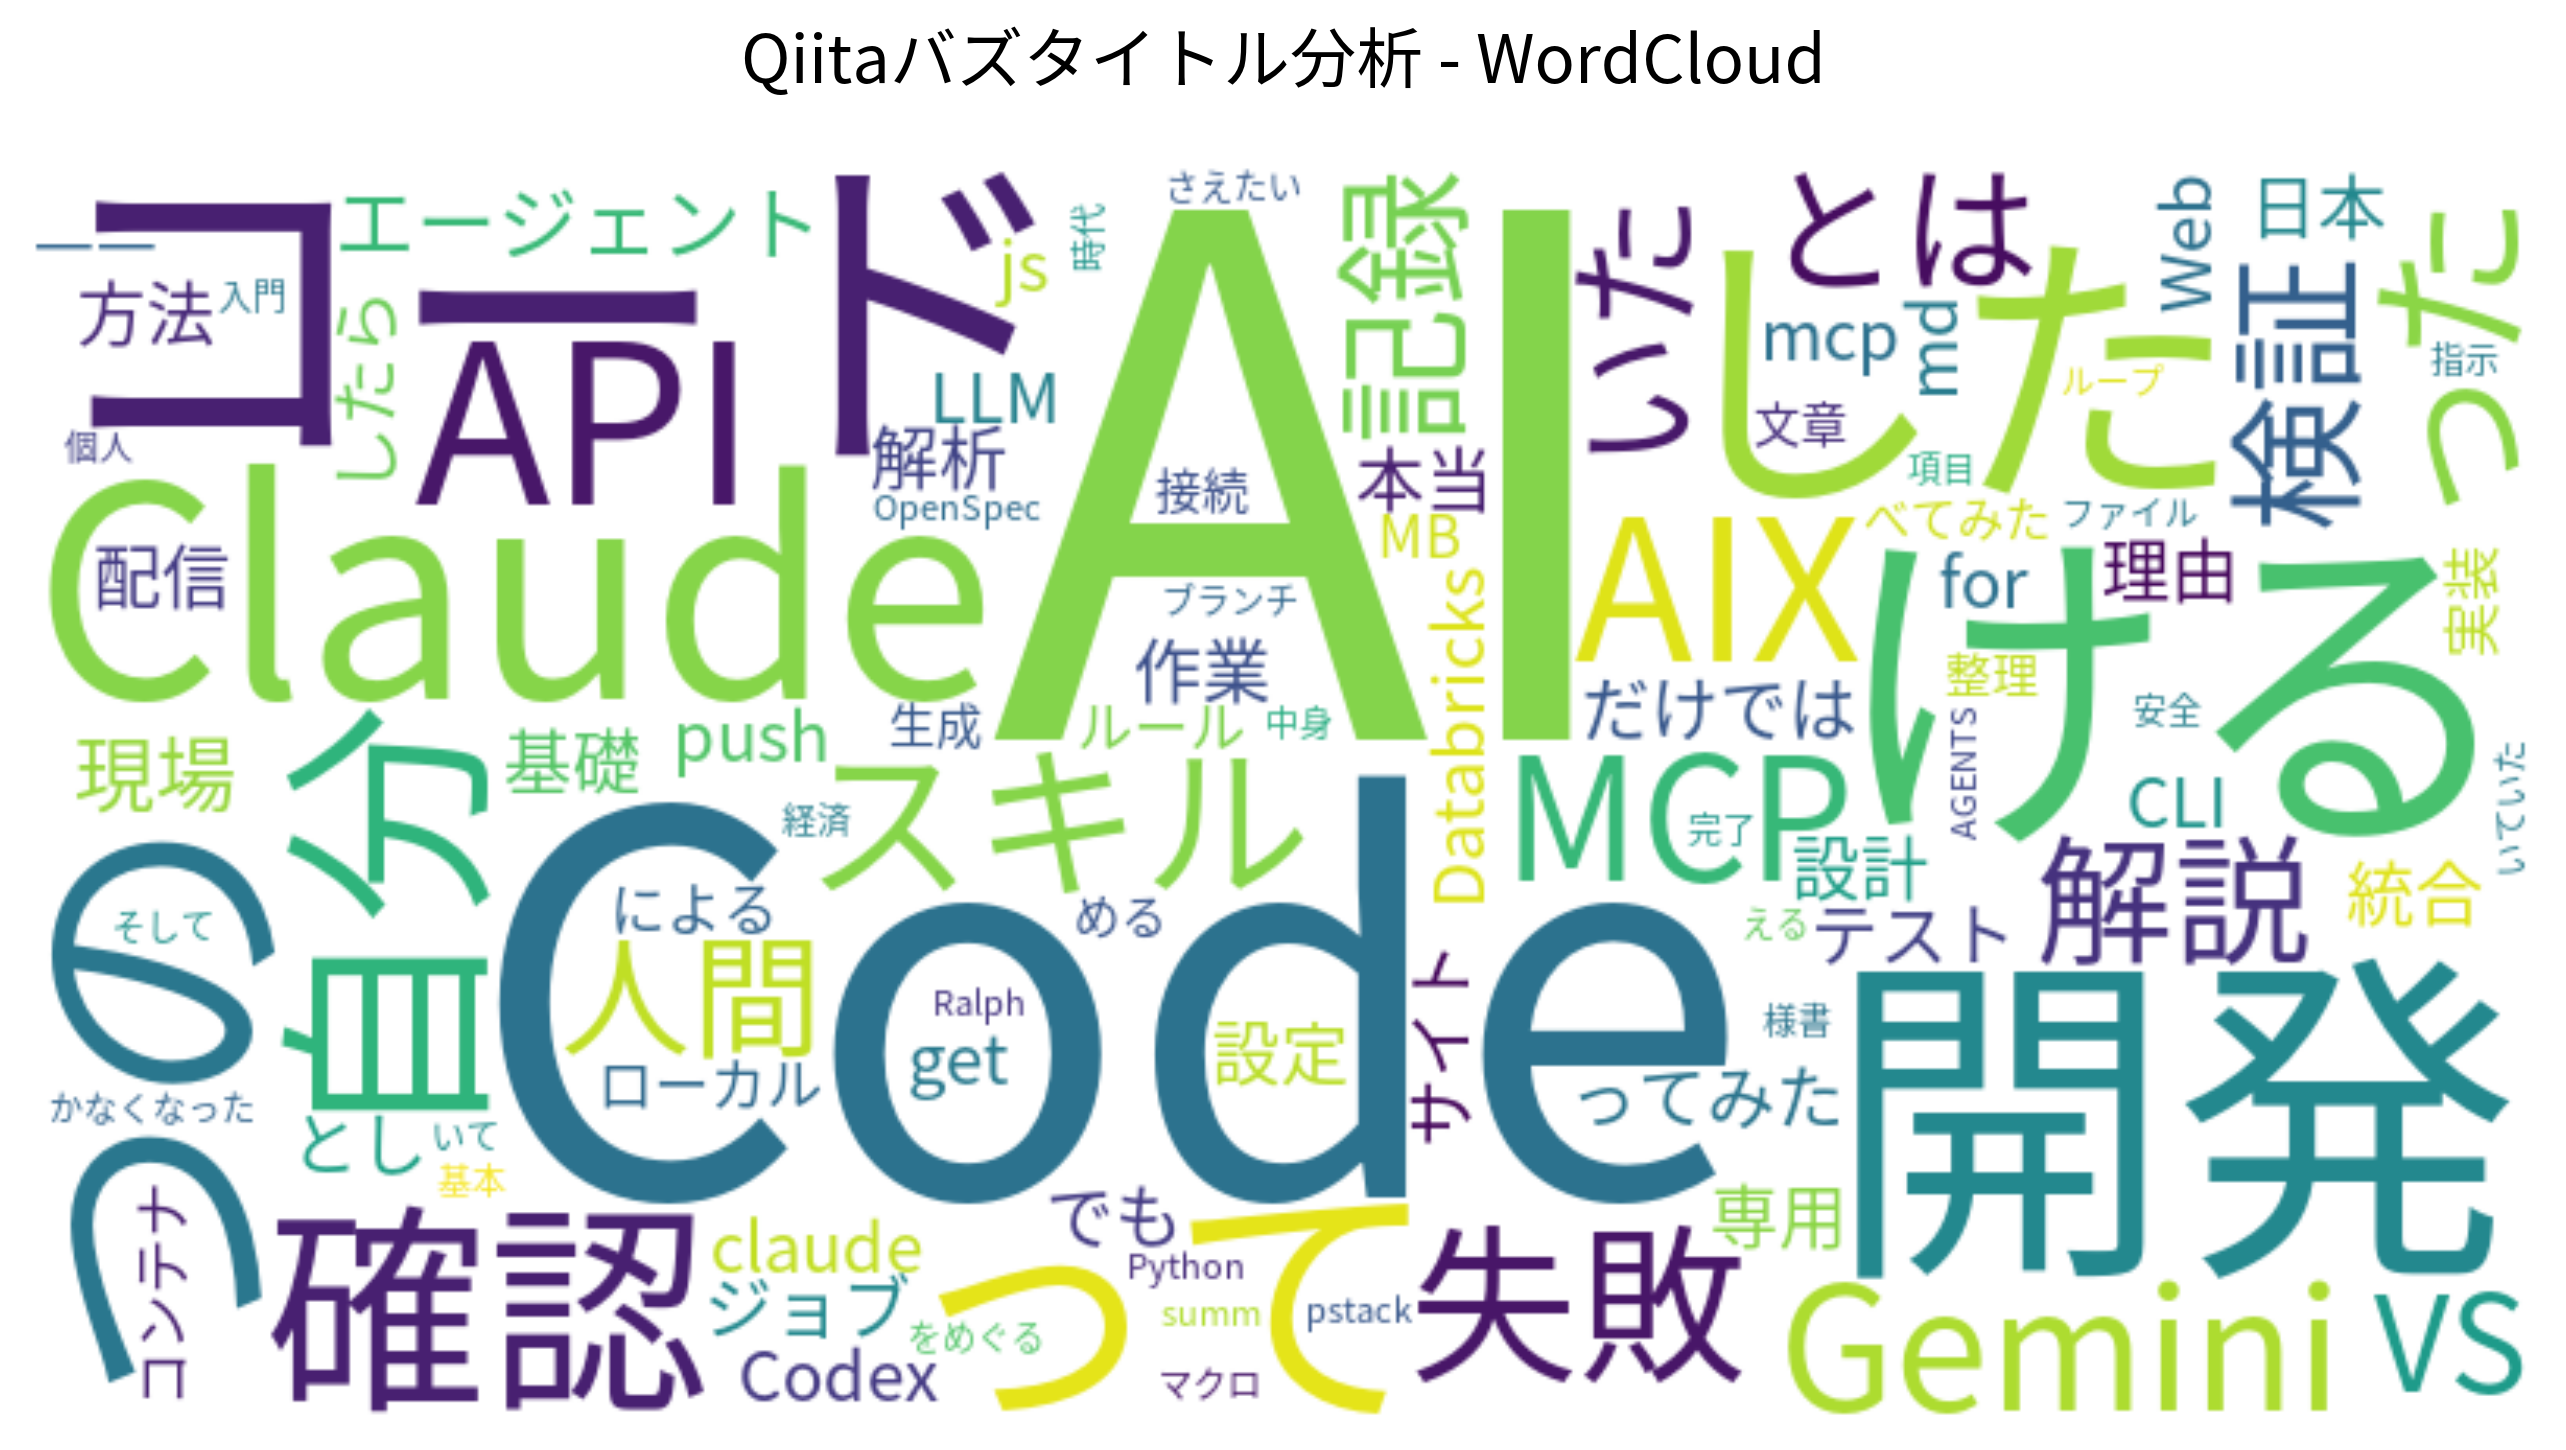 Qiitaバズタイトル分析 - WordCloud
コード
エージェント
さえたい
時代
js
記録
いた
とは
Web
日本
った
一一
方法
入門
したら
API
LLM
解析
OpenSpec
個人
AI
した
mcp
md
文章
ループ
項目
検証
指示
Claude
配信
接続
本当
MB
AIX
べてみた
ファイル
for
理由
ける
実装
ブランチ
作業
Databricks
だけでは
整理
安全
AGENTS
CLI
いていた
現場
自分
基礎
push
生成
ルール
中身
スキル
経済
MCP
完了
設計
解説
統合
つの
そして
かなくなった
Code
による
人間
ローカル
める
Ralph
get
設定
サイト
える
テスト
様書
ってみた
開発
とし
いて
基本
コンテナ
確認
claude
ジョブ
をめぐる
Codex
でも
Python
って
summ
pstack
マクロ
失敗
専用
Gemini
VS